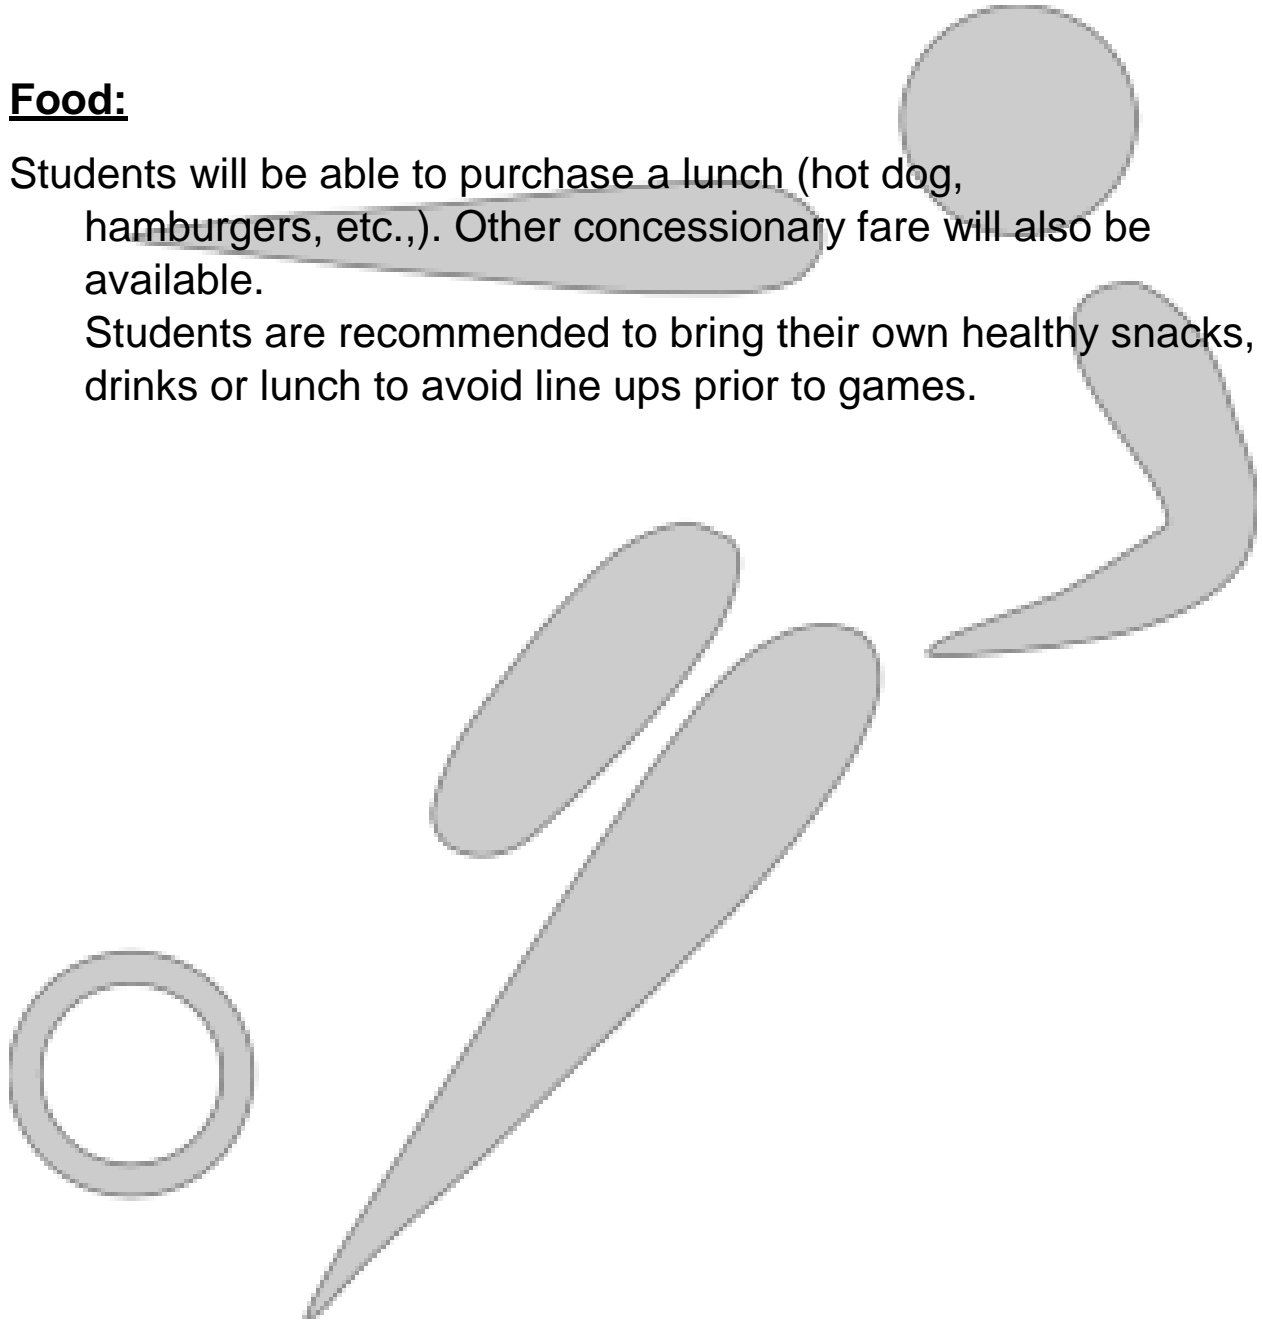 Food:
Students will be able to purchase a lunch (hot dog,
hamburgers, etc.,). Other concessionary fare will also be
available.
Students are recommended to bring their own healthy snacks,
drinks or lunch to avoid line ups prior to games.